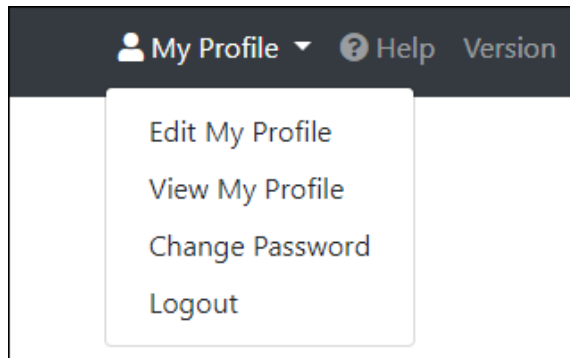 My Profile Help Version
Edit My Profile
View My Profile
Change Password
Logout